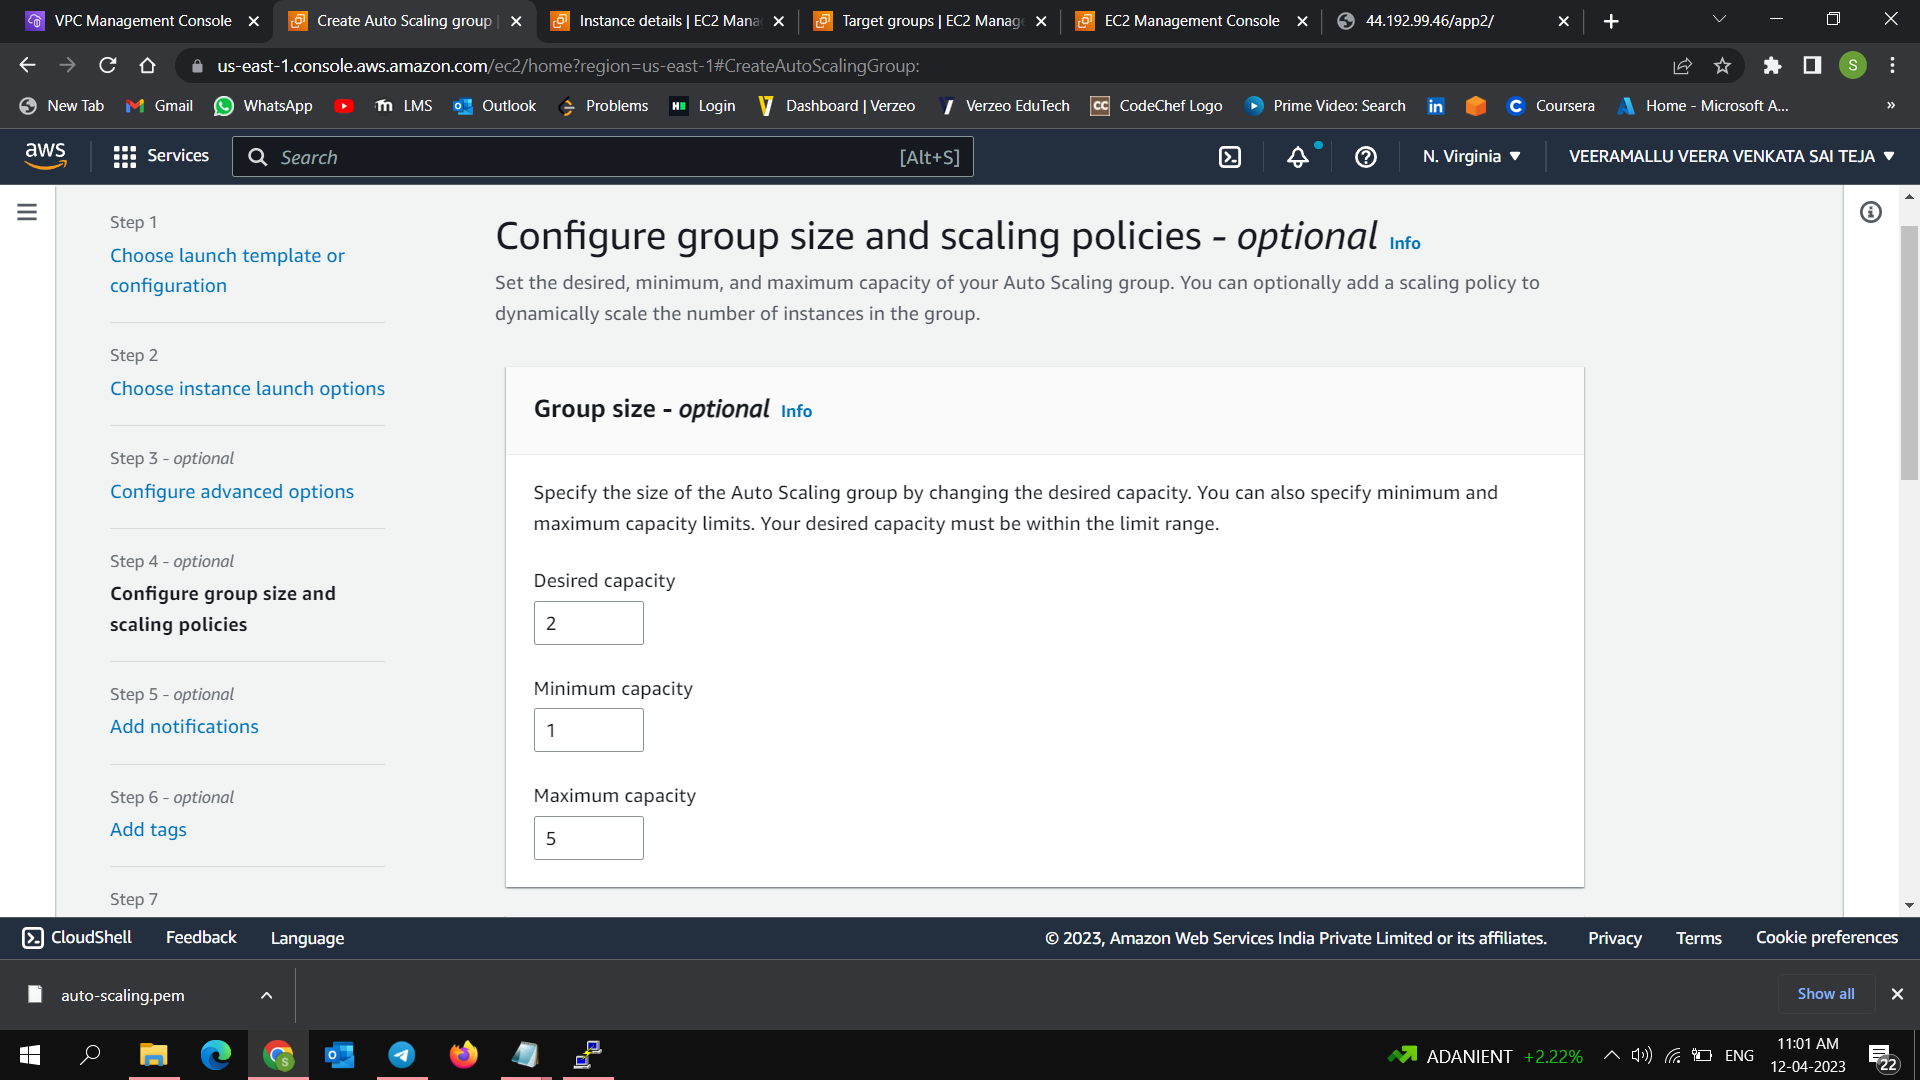 VPC Management Console
Create Auto Scaling group |
Instance details | EC2 Mana
Target groups | EC2 Manage
EC2 Management Console
44.192.99.46/app2/
us-east-1.console.aws.amazon.com/ec2/home?region=us-east-1#CreateAutoScalingGroup:
S
New Tab
Gmail
WhatsApp
LMS
Outlook
Problems
Login
Dashboard | Verzeo
Verzeo EduTech
CC
CodeChef Logo
Prime Video: Search
in
Coursera
Home - Microsoft A...
»
aws
Services
Search
[Alt+S]
N. Virginia
VEERAMALLU VEERA VENKATA SAI TEJA
Step 1
Choose launch template or
configuration
Step 2
Choose instance launch options
Step 3 - optional
Configure advanced options
Step 4 - optional
Configure group size and
scaling policies
Step 5 - optional
Add notifications
Step 6 - optional
Add tags
Step 7
Configure group size and scaling policies - optional Info
Set the desired, minimum, and maximum capacity of your Auto Scaling group. You can optionally add a scaling policy to
dynamically scale the number of instances in the group.
Group size - optional Info
Specify the size of the Auto Scaling group by changing the desired capacity. You can also specify minimum and
maximum capacity limits. Your desired capacity must be within the limit range.
Desired capacity
2
Minimum capacity
1
Maximum capacity
5
CloudShell
Feedback
Language
© 2023, Amazon Web Services India Private Limited or its affiliates.
Privacy
Terms
Cookie preferences
auto-scaling.pem
Show all
ADANIENT +2.22%
ENG
11:01 AM
12-04-2023
22